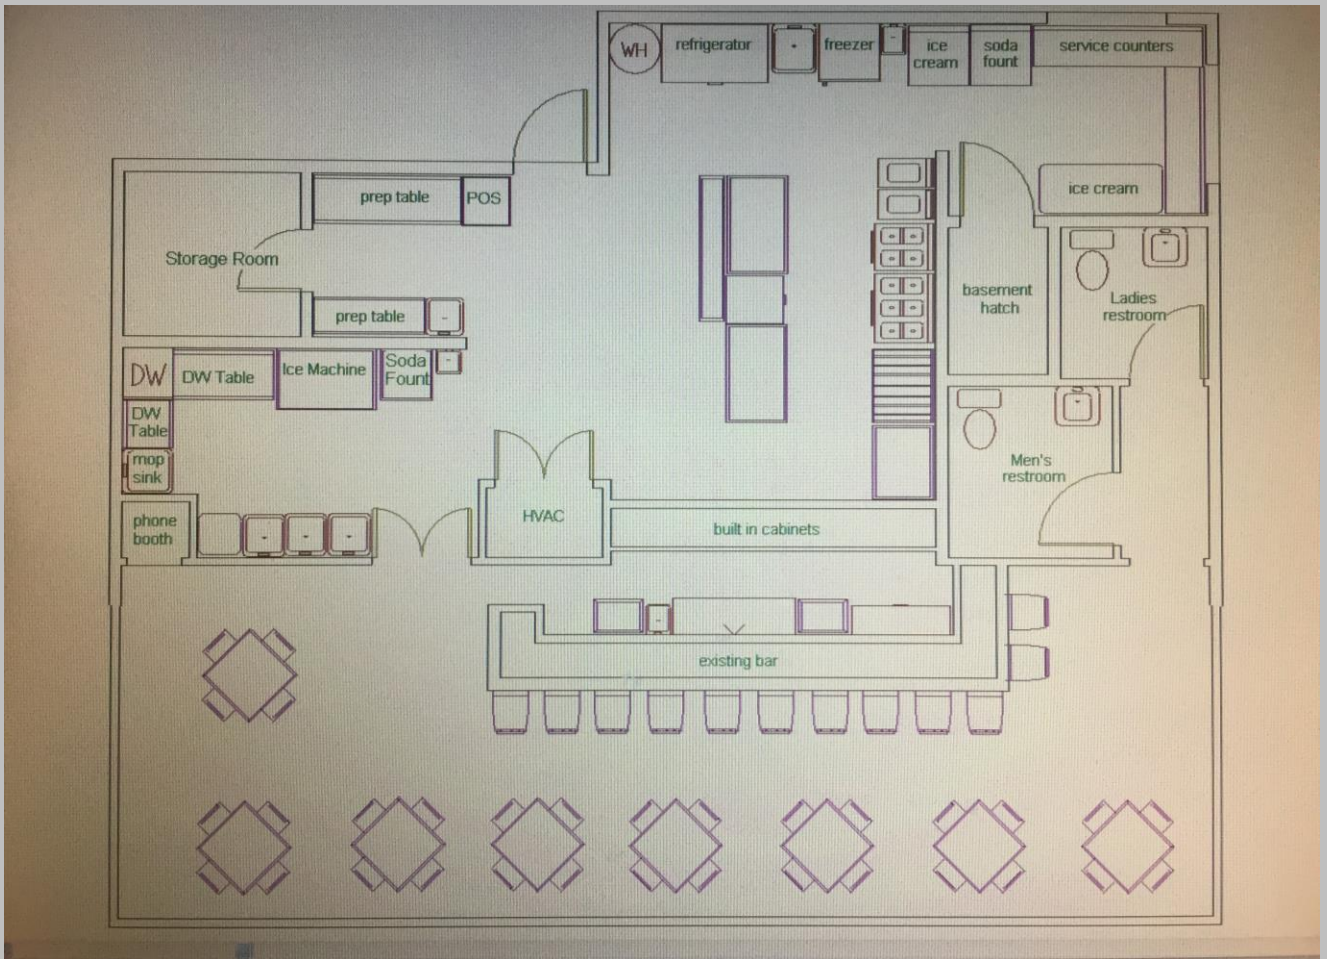 WH
refrigerator
freezer
ice
cream
soda
fount
service counters
prep table
POS
ice cream
Storage Room
basement
hatch
Ladies
restroom
prep table
DW
DW Table
Ice Machine
Soda
Fount
DW
Table
mop
sink
Men's
restroom
phone
booth
HVAC
built in cabinets
existing bar